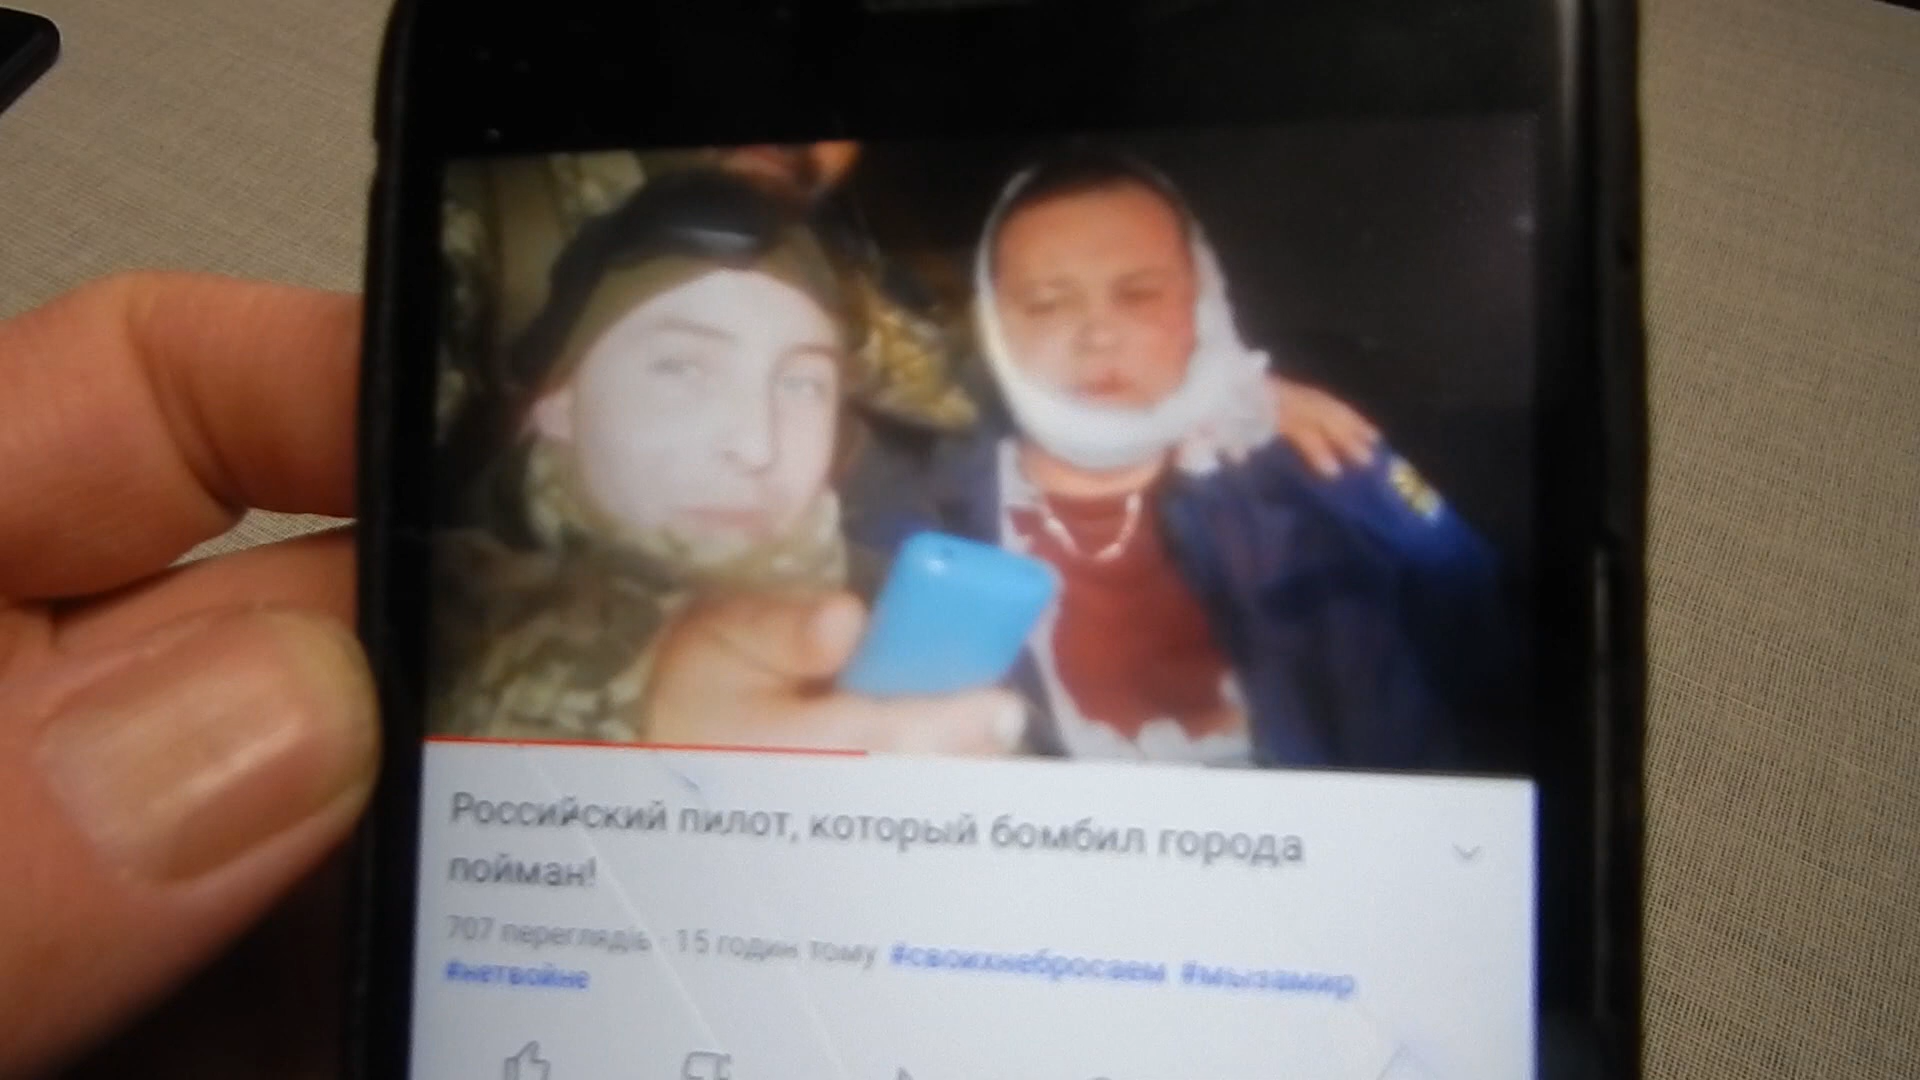 Российский пилот, который бомбил города
пойман!
707 переглядів · 15 годин тому #своихнебросаем #мызамир
#нетвойне